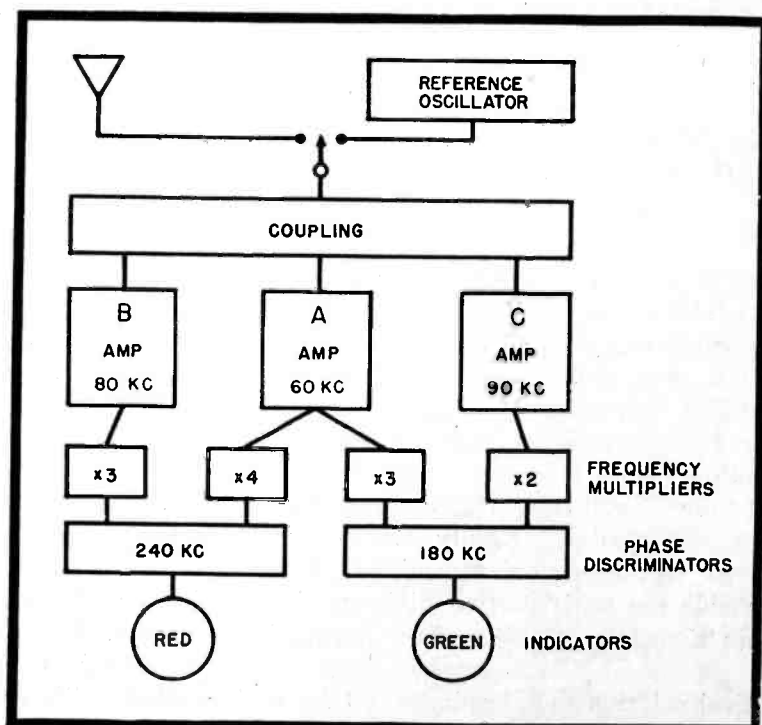 REFERENCE
OSCILLATOR
COUPLING
B
AMP
80 KC
A
AMP
60 KC
C
AMP
90 KC
x3
x4
x3
x2
FREQUENCY
MULTIPLIERS
240 KC
180 KC
PHASE
DISCRIMINATORS
RED
GREEN
INDICATORS